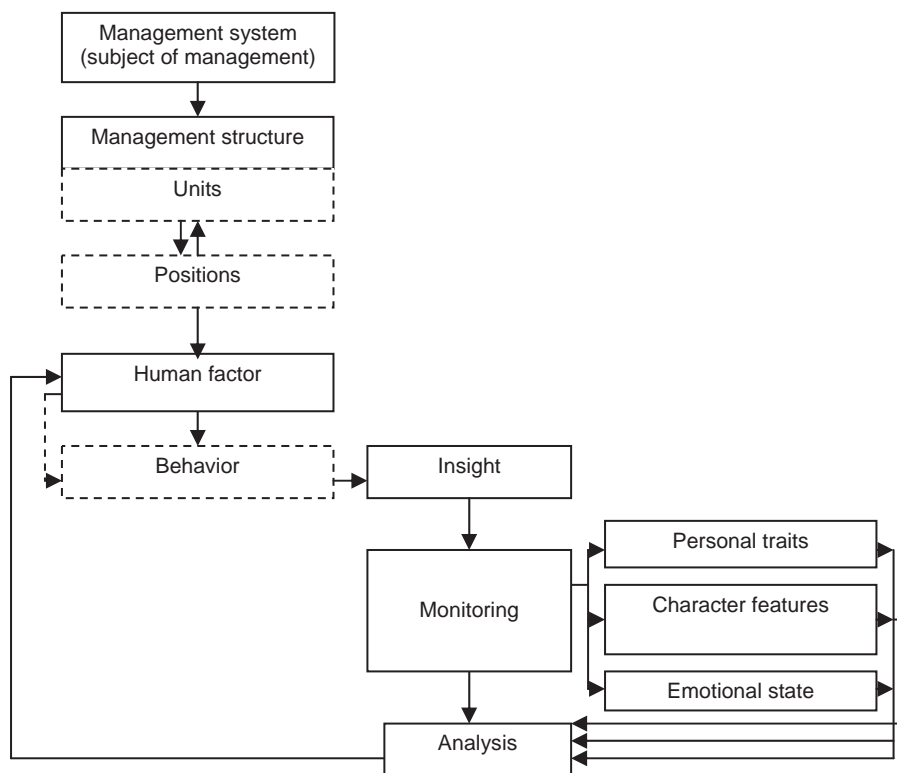 Management system
(subject of management)
Management structure
Units
Positions
Human factor
Behavior
Insight
Monitoring
Personal traits
Character features
Emotional state
Analysis